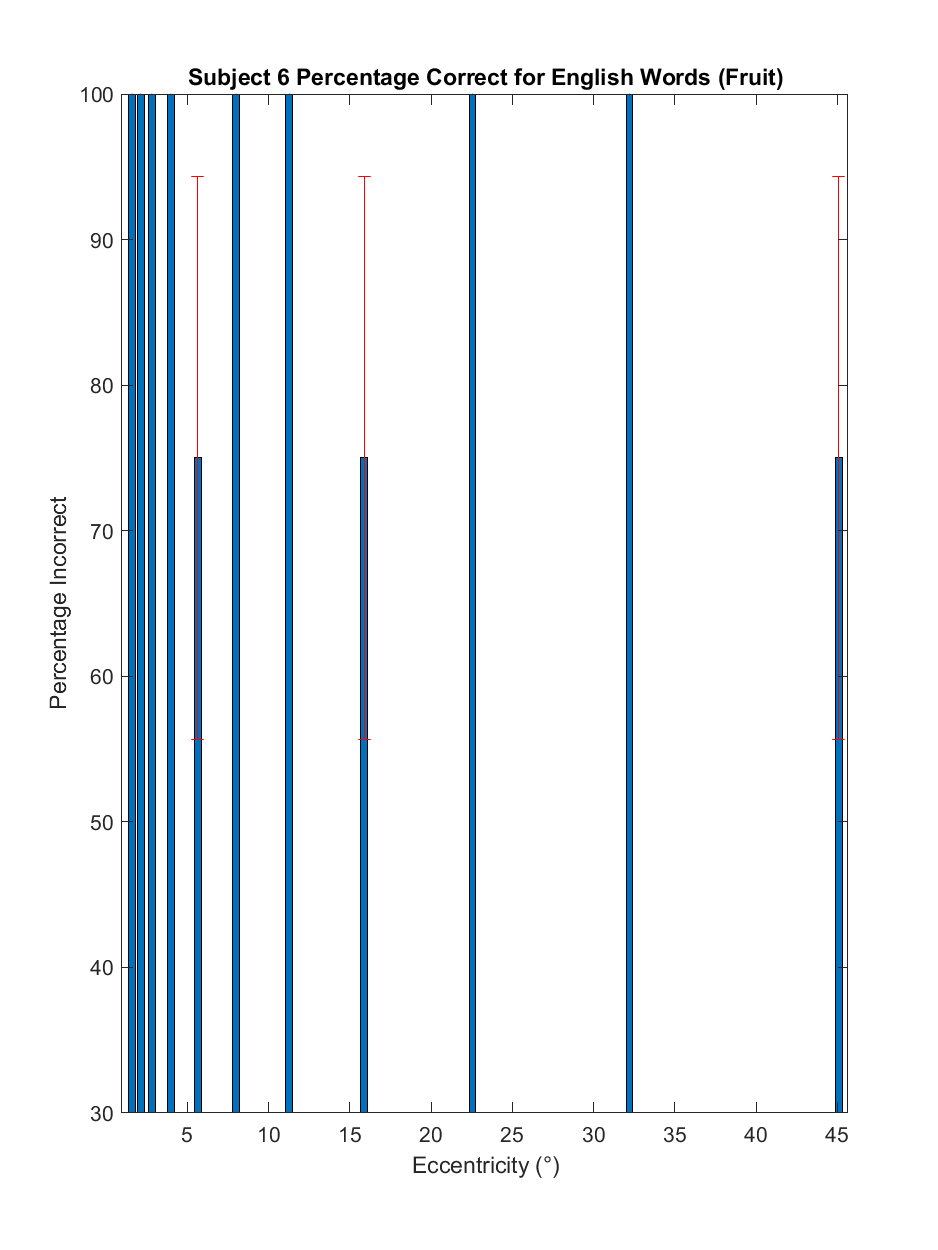 Subject 6 Percentage Correct for English Words (Fruit)
100
90
80
70
60
50
40
30
Percentage Incorrect
5 10 15 20 25 30 35 40 45
Eccentricity (°)